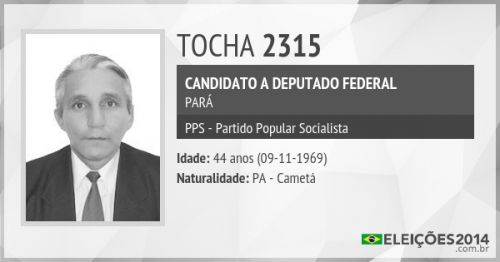 TOCHA 2315
CANDIDATO A DEPUTADO FEDERAL
PARÁ
PPS - Partido Popular Socialista
Idade: 44 anos (09-11-1969)
Naturalidade: PA - Cametá
ELEIÇÕES2014
.com.br